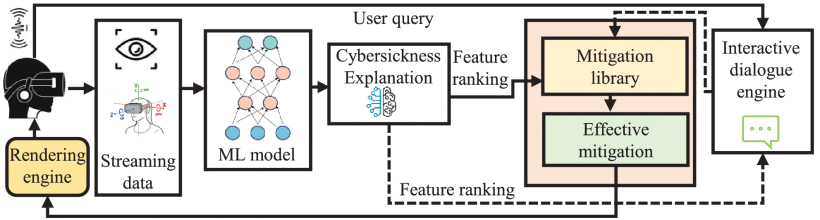 User query
Rendering
engine
Streaming
data
ML model
Cybersickness
Explanation
Feature
ranking
Mitigation
library
Effective
mitigation
Interactive
dialogue
engine
Feature ranking